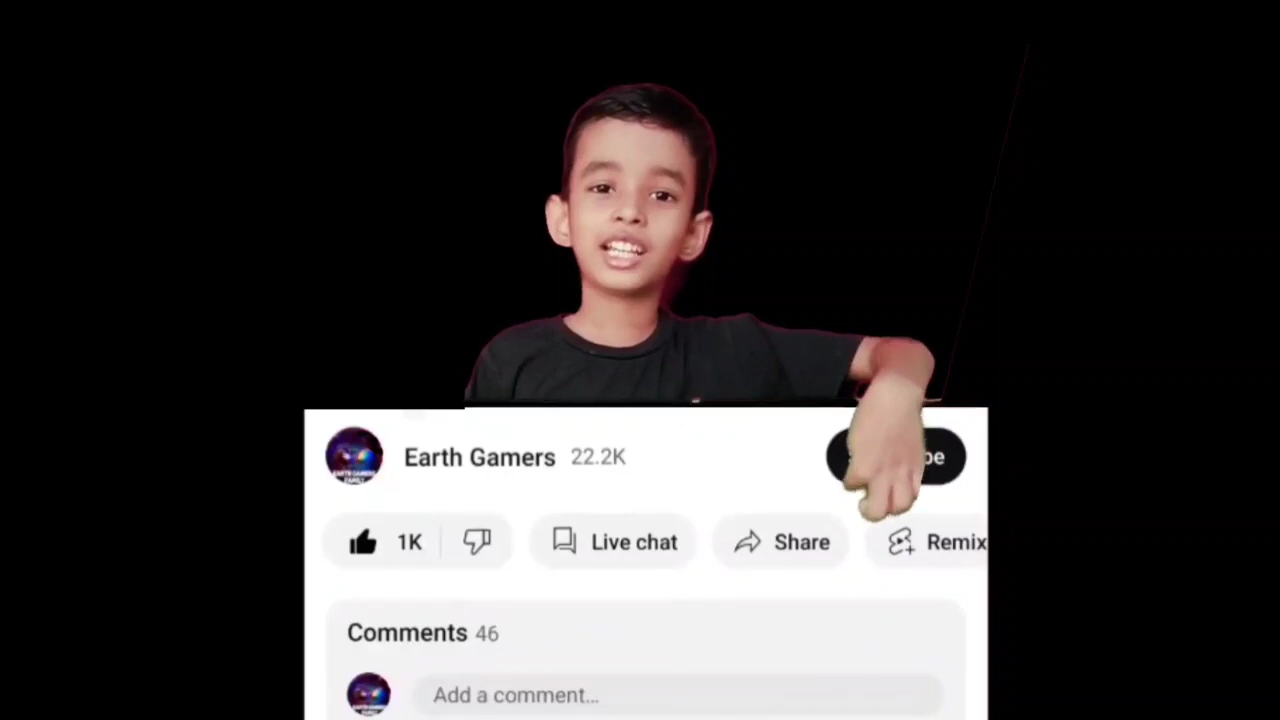 Earth Gamers 22.2K
1K Live chat Share Remix
Comments 46
Add a comment...